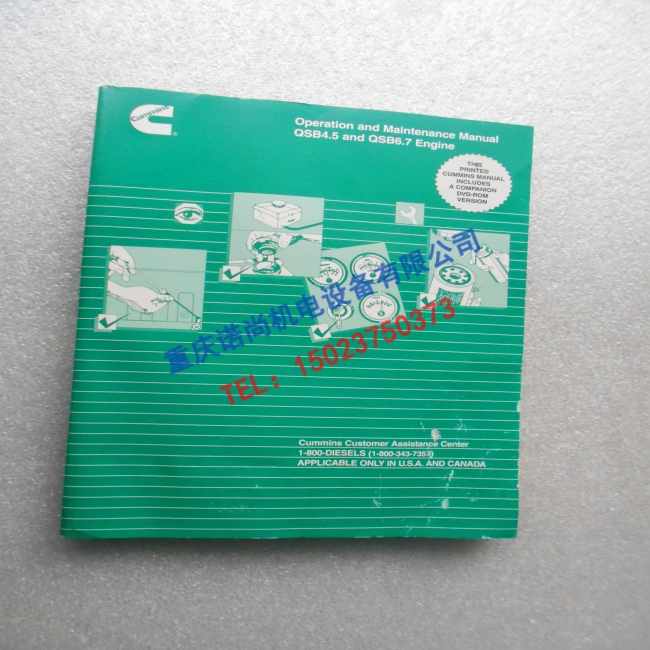 Cummins
Operation and Maintenance Manual
QSB4.5 and QSB6.7 Engine
THIS
PRINTED
CUMMINS MANUAL
INCLUDES
A COMPANION
DVD-ROM
VERSION
重庆诺尚机电设备有限公司
TEL：15023750373
Cummins Customer Assistance Center
1-800-DIESELS (1-800-343-7357)
APPLICABLE ONLY IN U.S.A. AND CANADA